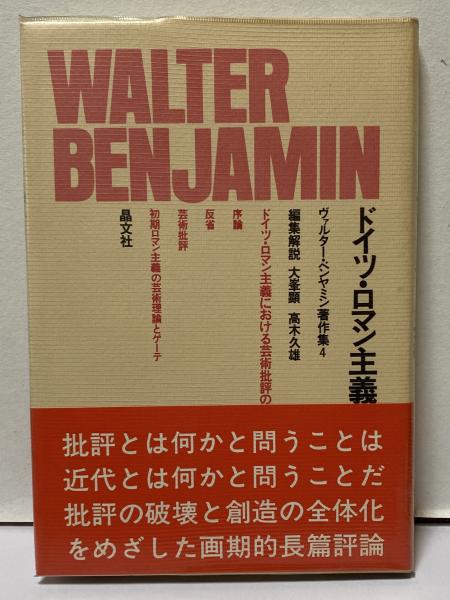 WALTER
BENJAMIN
ドイツ・ロマン主義
ヴァルター・ベンヤミン著作集4
編集解説 大峯顕 高木久雄
ドイツ・ロマン主義における芸術批評の
序論
反省
芸術批評
初期ロマン主義の芸術理論とゲーテ
晶文社
批評とは何かと問うことは
近代とは何かと問うことだ
批評の破壊と創造の全体化
をめざした画期的長篇評論